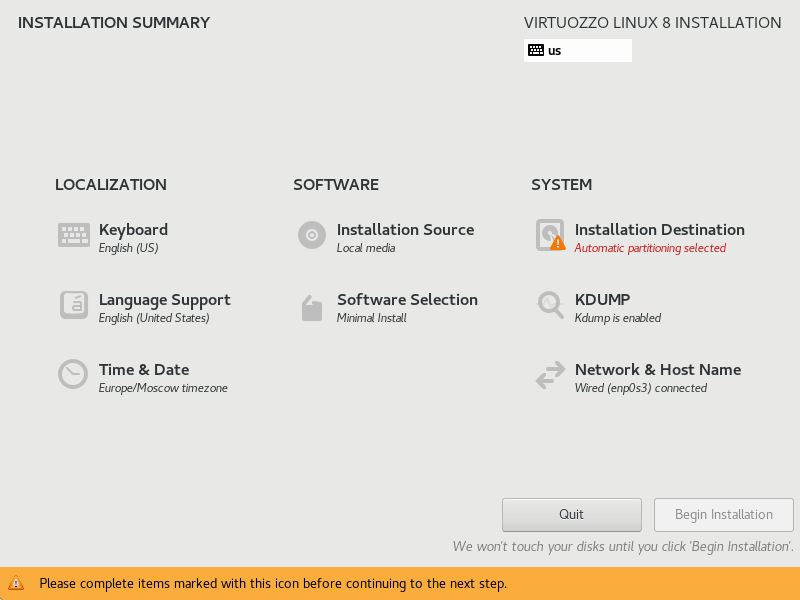 INSTALLATION SUMMARY
VIRTUOZZO LINUX 8 INSTALLATION
us
LOCALIZATION
Keyboard
English (US)
Language Support
English (United States)
Time & Date
Europe/Moscow timezone
SOFTWARE
Installation Source
Local media
Software Selection
Minimal Install
SYSTEM
Installation Destination
Automatic partitioning selected
KDUMP
Kdump is enabled
Network & Host Name
Wired (enp0s3) connected
Quit
Begin Installation
We won't touch your disks until you click 'Begin Installation'.
Please complete items marked with this icon before continuing to the next step.